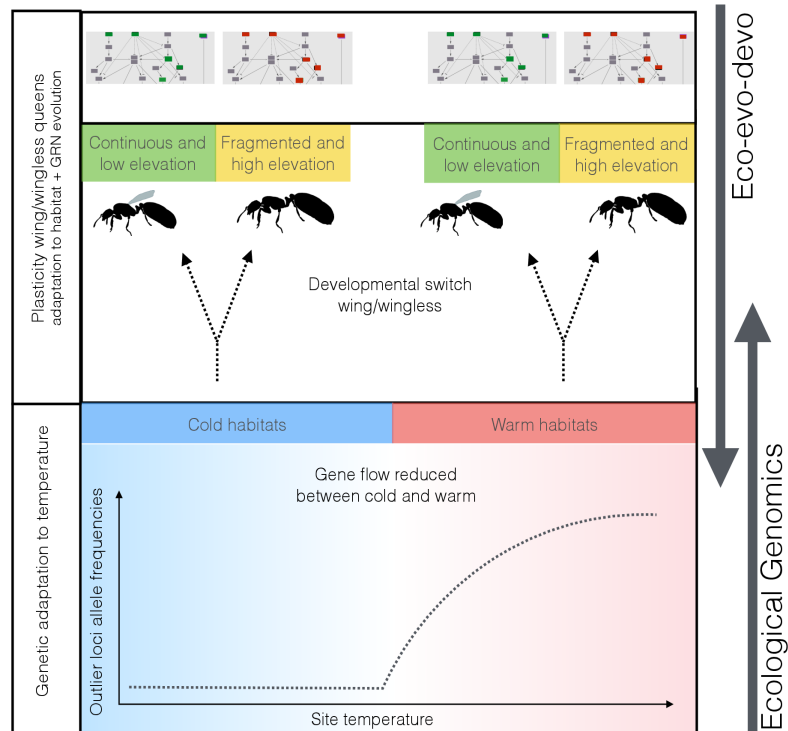 Plasticity wing/wingless queens
adaptation to habitat + GRN evolution
Continuous and
low elevation
Fragmented and
high elevation
Continuous and
low elevation
Fragmented and
high elevation
Developmental switch
wing/wingless
Eco-evo-devo
Genetic adaptation to temperature
Cold habitats
Warm habitats
Gene flow reduced
between cold and warm
Outlier loci allele frequencies
Site temperature
Ecological Genomics